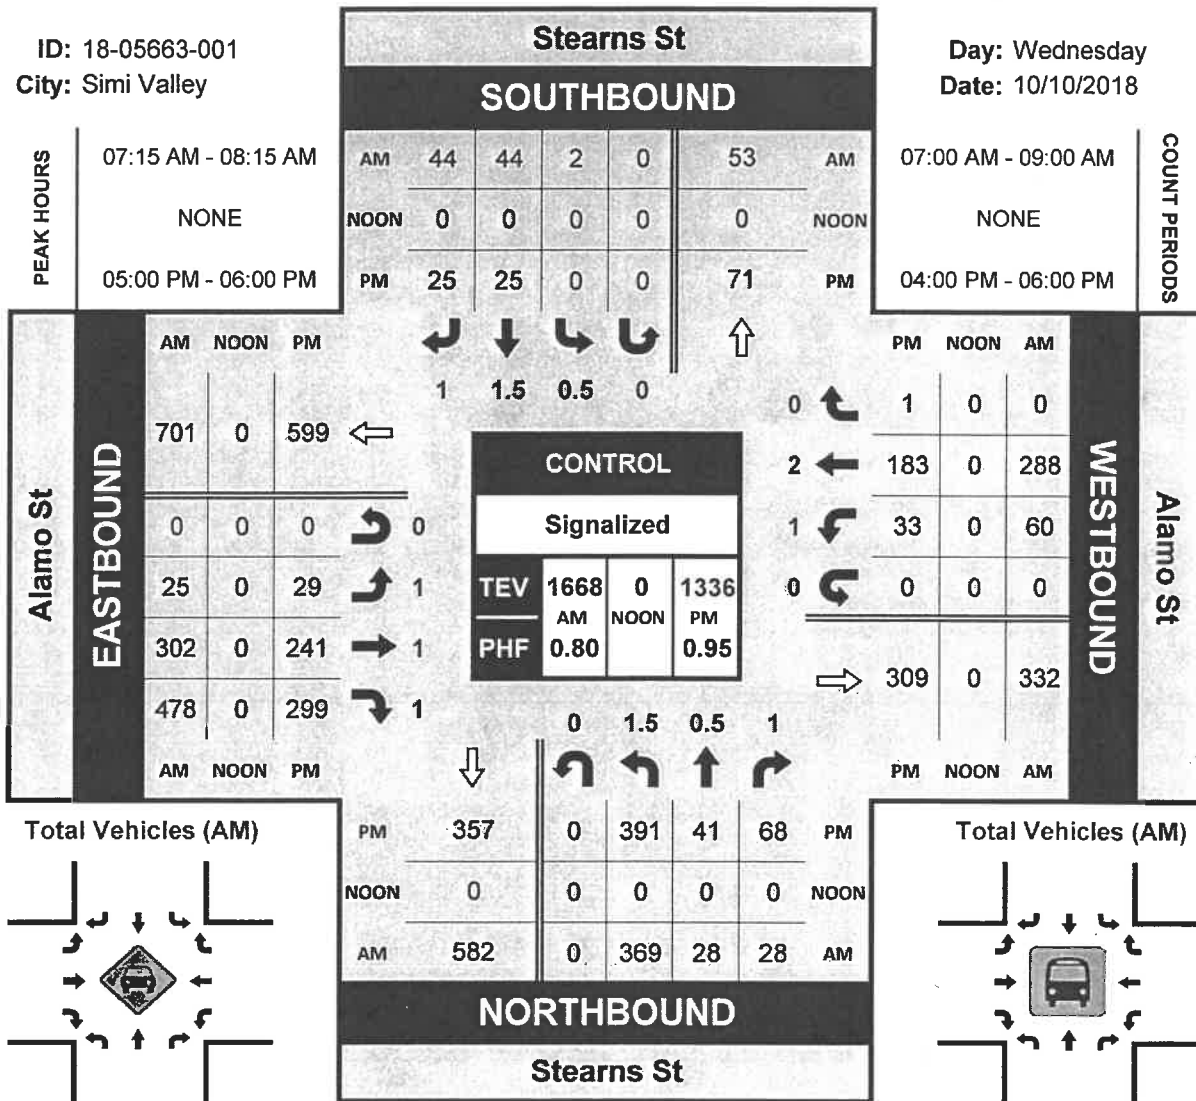 ID: 18-05663-001
City: Simi Valley
Stearns St
SOUTHBOUND
Day: Wednesday
Date: 10/10/2018
PEAK HOURS
07:15 AM - 08:15 AM
NONE
05:00 PM - 06:00 PM
AM 44 44 2 0 53 AM
NOON 0 0 0 0 0 NOON
PM 25 25 0 0 71 PM
1 1.5 0.5 0
07:00 AM - 09:00 AM
NONE
04:00 PM - 06:00 PM
COUNT PERIODS
Alamo St
EASTBOUND
AM NOON PM
701 0 599
0 0 0 0
25 0 29 1
302 0 241 1
478 0 299 1
AM NOON PM
CONTROL
Signalized
TEV 1668 0 1336
AM NOON PM
PHF 0.80 0.95
PM NOON AM
0 1 0 0
2 183 0 288
1 33 0 60
0 0 0 0
309 0 332
PM NOON AM
WESTBOUND
Alamo St
0 1.5 0.5 1
PM 357 0 391 41 68 PM
NOON 0 0 0 0 0 NOON
AM 582 0 369 28 28 AM
NORTHBOUND
Stearns St
Total Vehicles (AM)
Total Vehicles (AM)